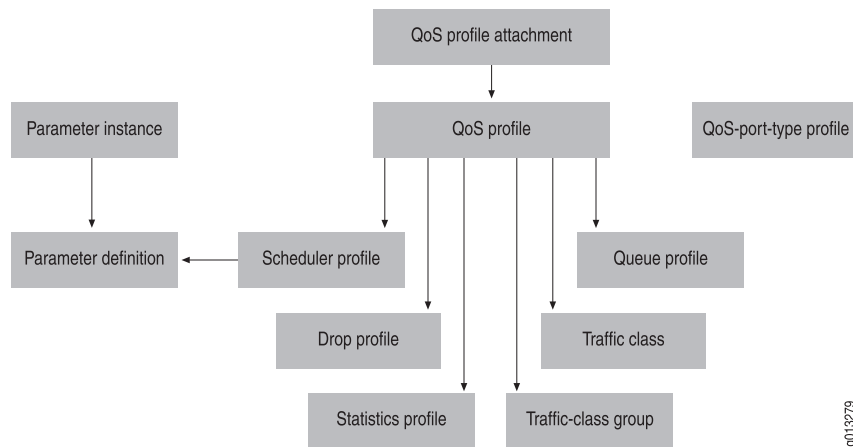 QoS profile attachment
Parameter instance
QoS profile
QoS-port-type profile
Parameter definition
Scheduler profile
Queue profile
Drop profile
Traffic class
Statistics profile
Traffic-class group
g013279